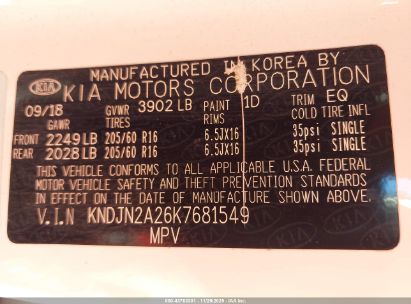 MANUFACTURED IN KOREA BY
KIA KIA MOTORS CORPORATION
09/18 GVWR 3902 LB PAINT 1D TRIM EQ
GAWR TIRES RIMS COLD TIRE INFL
FRONT 2249 LB 205/60 R16 6.5JX16 35psi SINGLE
REAR 2028 LB 205/60 R16 6.5JX16 35psi SINGLE
THIS VEHICLE CONFORMS TO ALL APPLICABLE U.S.A. FEDERAL
MOTOR VEHICLE SAFETY AND THEFT PREVENTION STANDARDS
IN EFFECT ON THE DATE OF MANUFACTURE SHOWN ABOVE.
V.I.N KNDJN2A26K7681549
MPV